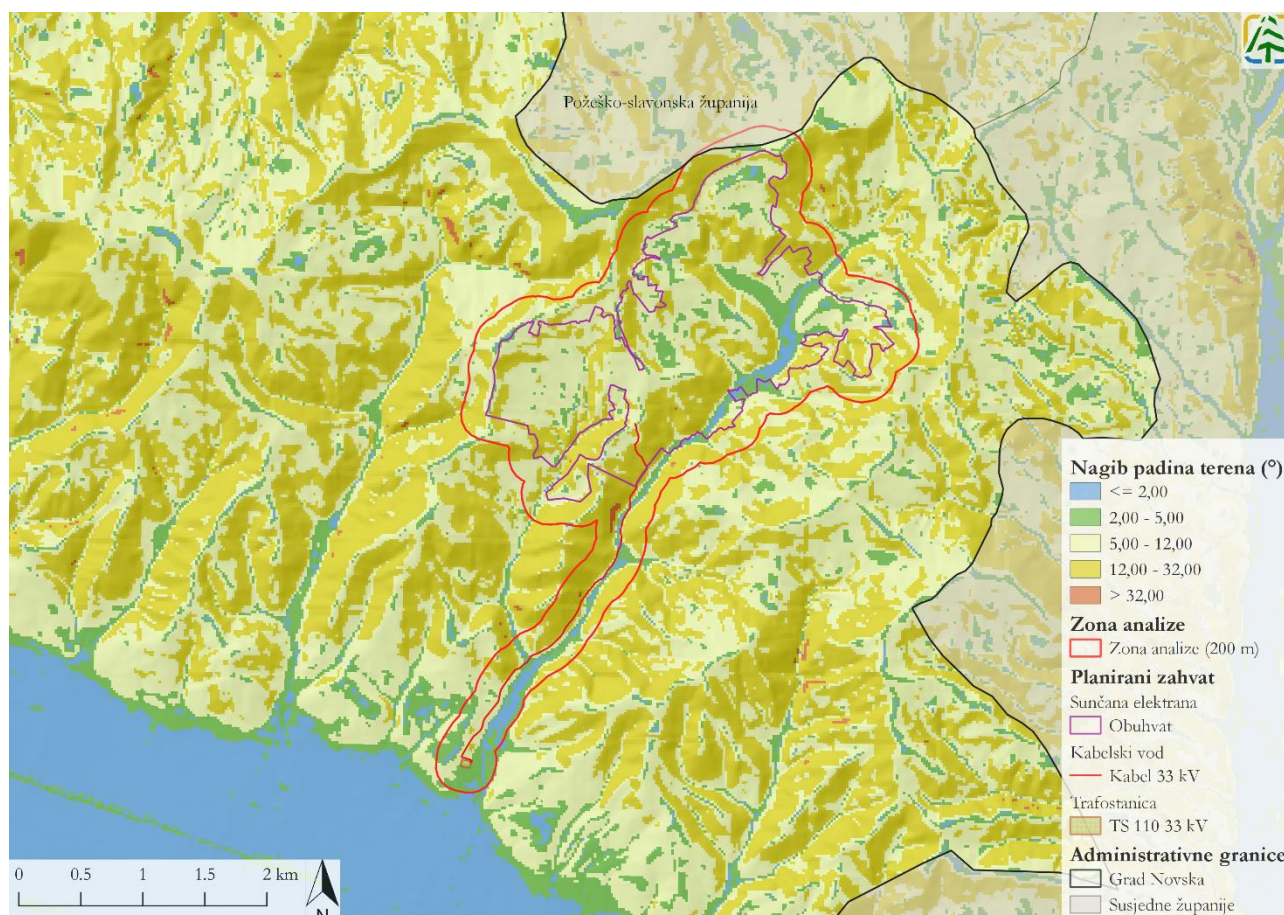 Požeško-slavonska županija
Nagib padina terena (°)
<= 2,00
2,00 - 5,00
5,00 - 12,00
12,00 - 32,00
> 32,00
Zona analize
Zona analize (200 m)
Planirani zahvat
Sunčana elektrana
Obuhvat
Kabelski vod
Kabel 33 kV
Trafostanica
TS 110 33 kV
Administrativne granice
Grad Novska
Susjedne županije
0 0.5 1 1.5 2 km
N